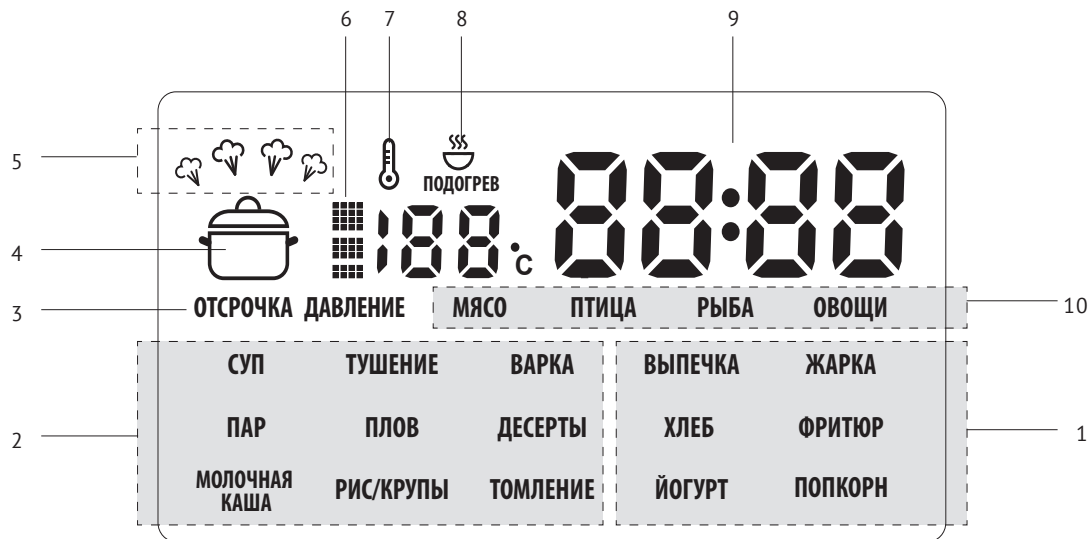 6 7 8 9
5
ПОДОГРЕВ
188°C 88:88
4
3 ОТСРОЧКА ДАВЛЕНИЕ МЯСО ПТИЦА РЫБА ОВОЩИ 10
СУП ТУШЕНИЕ ВАРКА ВЫПЕЧКА ЖАРКА
2 ПАР ПЛОВ ДЕСЕРТЫ ХЛЕБ ФРИТЮР 1
МОЛОЧНАЯ
КАША РИС/КРУПЫ ТОМЛЕНИЕ ЙОГУРТ ПОПКОРН